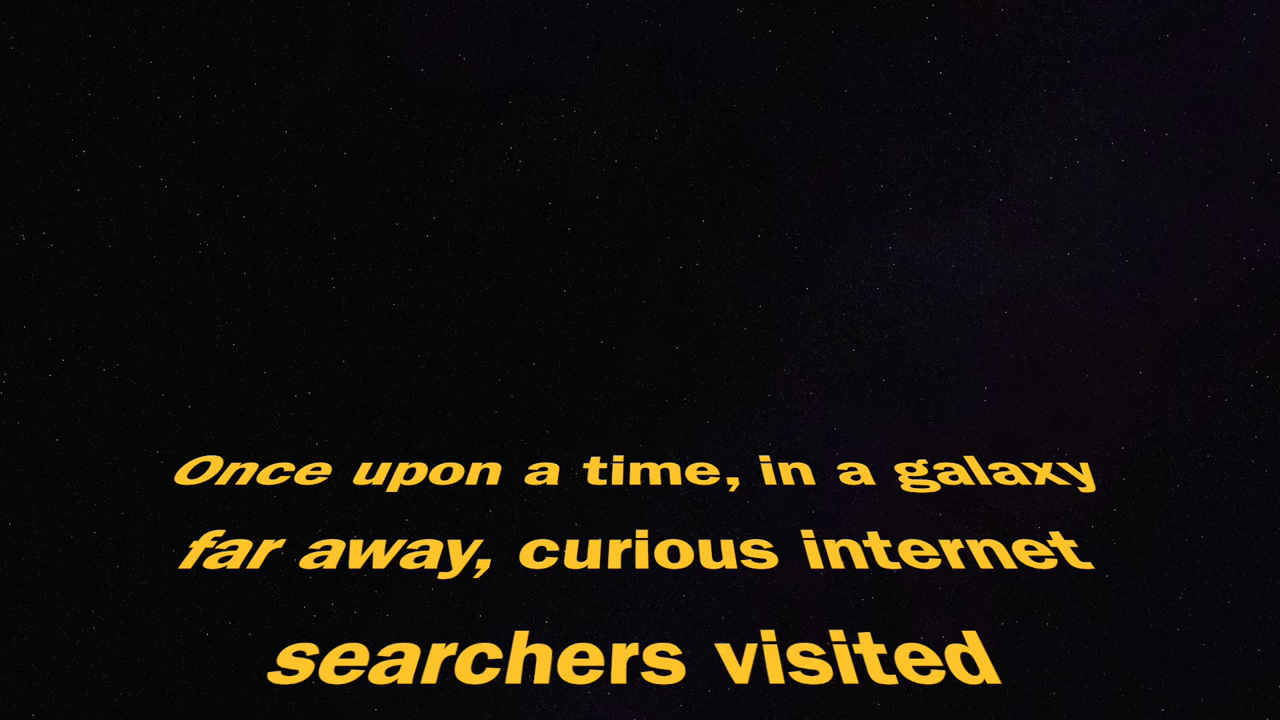 Once upon a time, in a galaxy
far away, curious internet
searchers visited